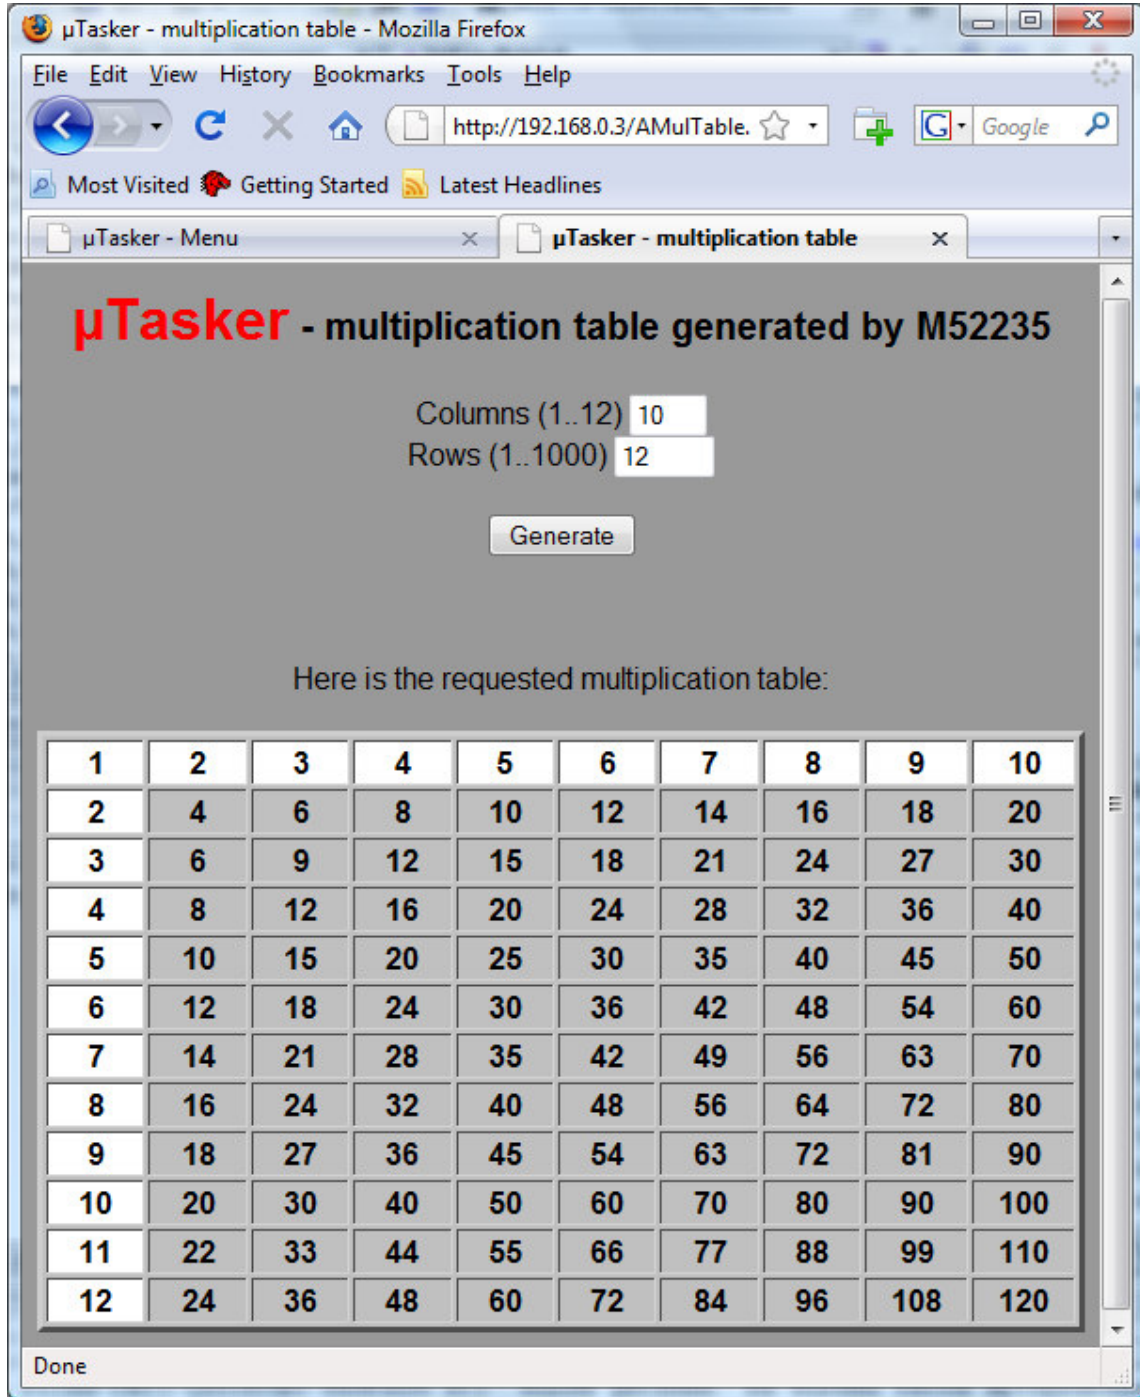 µTasker - multiplication table - Mozilla Firefox
File Edit View History Bookmarks Tools Help
http://192.168.0.3/AMulTable. G Google
Most Visited Getting Started Latest Headlines
µTasker - Menu µTasker - multiplication table
µTasker - multiplication table generated by M52235
Columns (1..12) 10
Rows (1..1000) 12
Generate
Here is the requested multiplication table:
1 2 3 4 5 6 7 8 9 10
2 4 6 8 10 12 14 16 18 20
3 6 9 12 15 18 21 24 27 30
4 8 12 16 20 24 28 32 36 40
5 10 15 20 25 30 35 40 45 50
6 12 18 24 30 36 42 48 54 60
7 14 21 28 35 42 49 56 63 70
8 16 24 32 40 48 56 64 72 80
9 18 27 36 45 54 63 72 81 90
10 20 30 40 50 60 70 80 90 100
11 22 33 44 55 66 77 88 99 110
12 24 36 48 60 72 84 96 108 120
Done